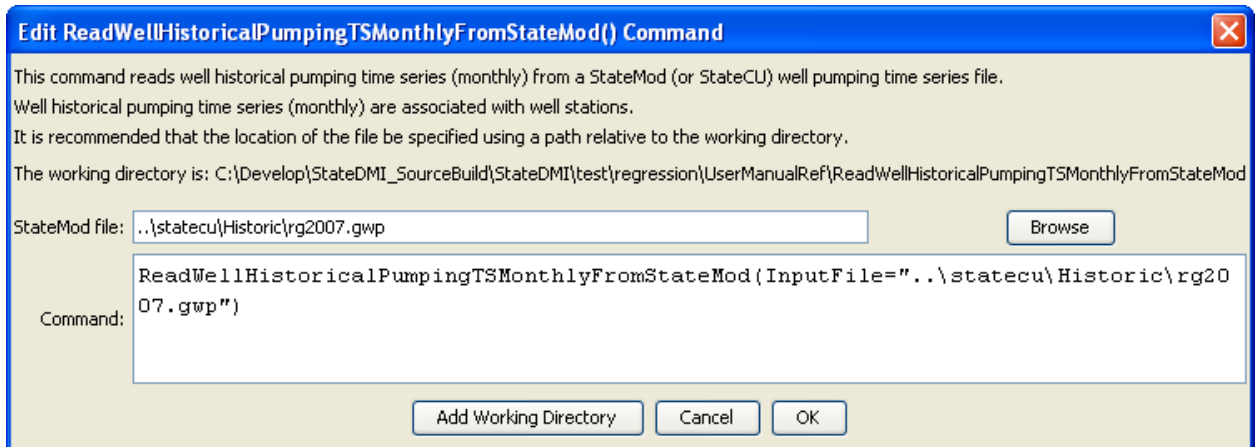 Edit ReadWellHistoricalPumpingTSMonthlyFromStateMod() Command
This command reads well historical pumping time series (monthly) from a StateMod (or StateCU) well pumping time series file.
Well historical pumping time series (monthly) are associated with well stations.
It is recommended that the location of the file be specified using a path relative to the working directory.
The working directory is: C:\Develop\StateDMI_SourceBuild\StateDMI\test\regression\UserManualRef\ReadWellHistoricalPumpingTSMonthlyFromStateMod
StateMod file: ..\statecu\Historic\rg2007.gwp Browse
ReadWellHistoricalPumpingTSMonthlyFromStateMod(InputFile="..\statecu\Historic\rg20
Command: 07.gwp")
Add Working Directory Cancel OK